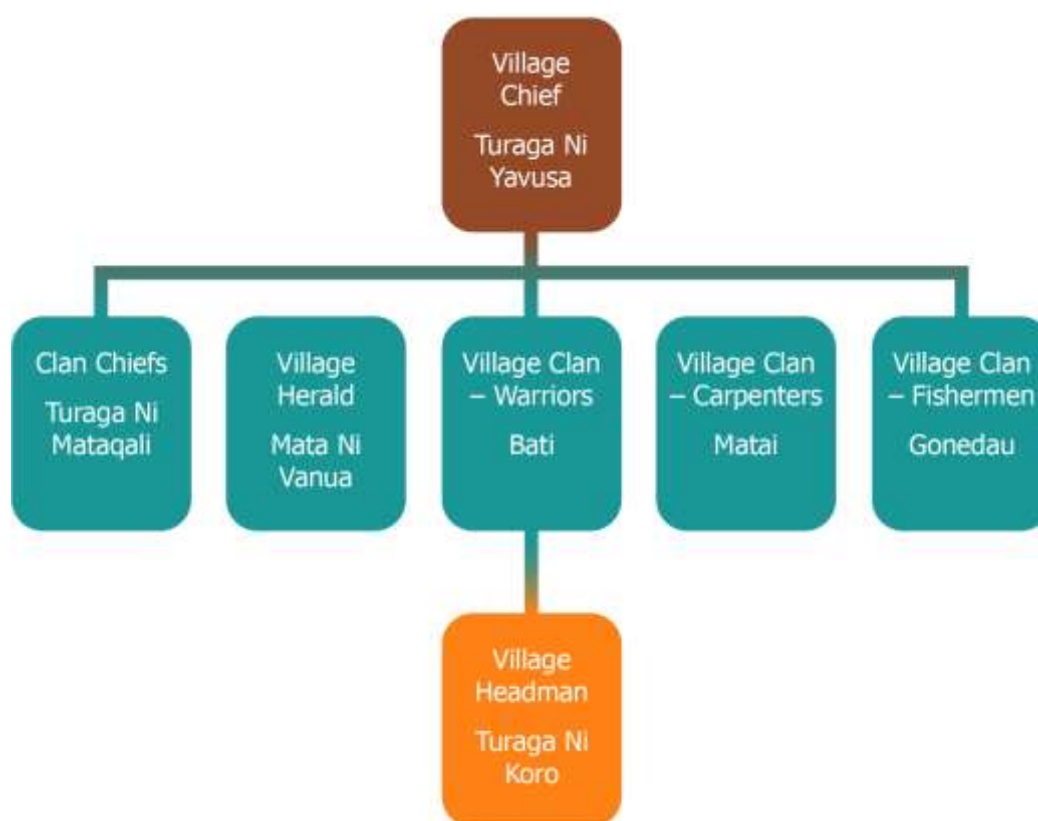 Village
Chief
Turaga Ni
Yavusa
Clan Chiefs
Turaga Ni
Mataqali
Village
Herald
Mata Ni
Vanua
Village Clan
– Warriors
Bati
Village Clan
– Carpenters
Matai
Village Clan
– Fishermen
Gonedau
Village
Headman
Turaga Ni
Koro